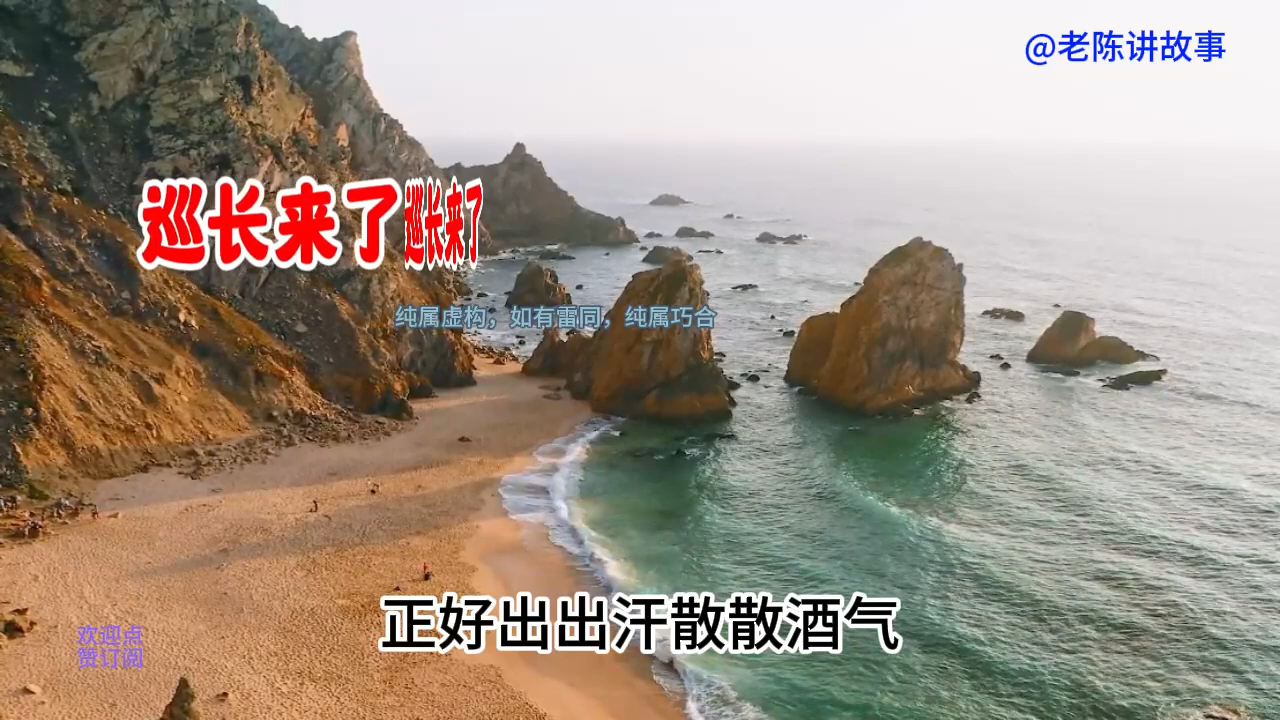 @老陈讲故事
巡长来了巡长来了
纯属虚构，如有雷同，纯属巧合
正好出出汗散散酒气
欢迎点
赞订阅